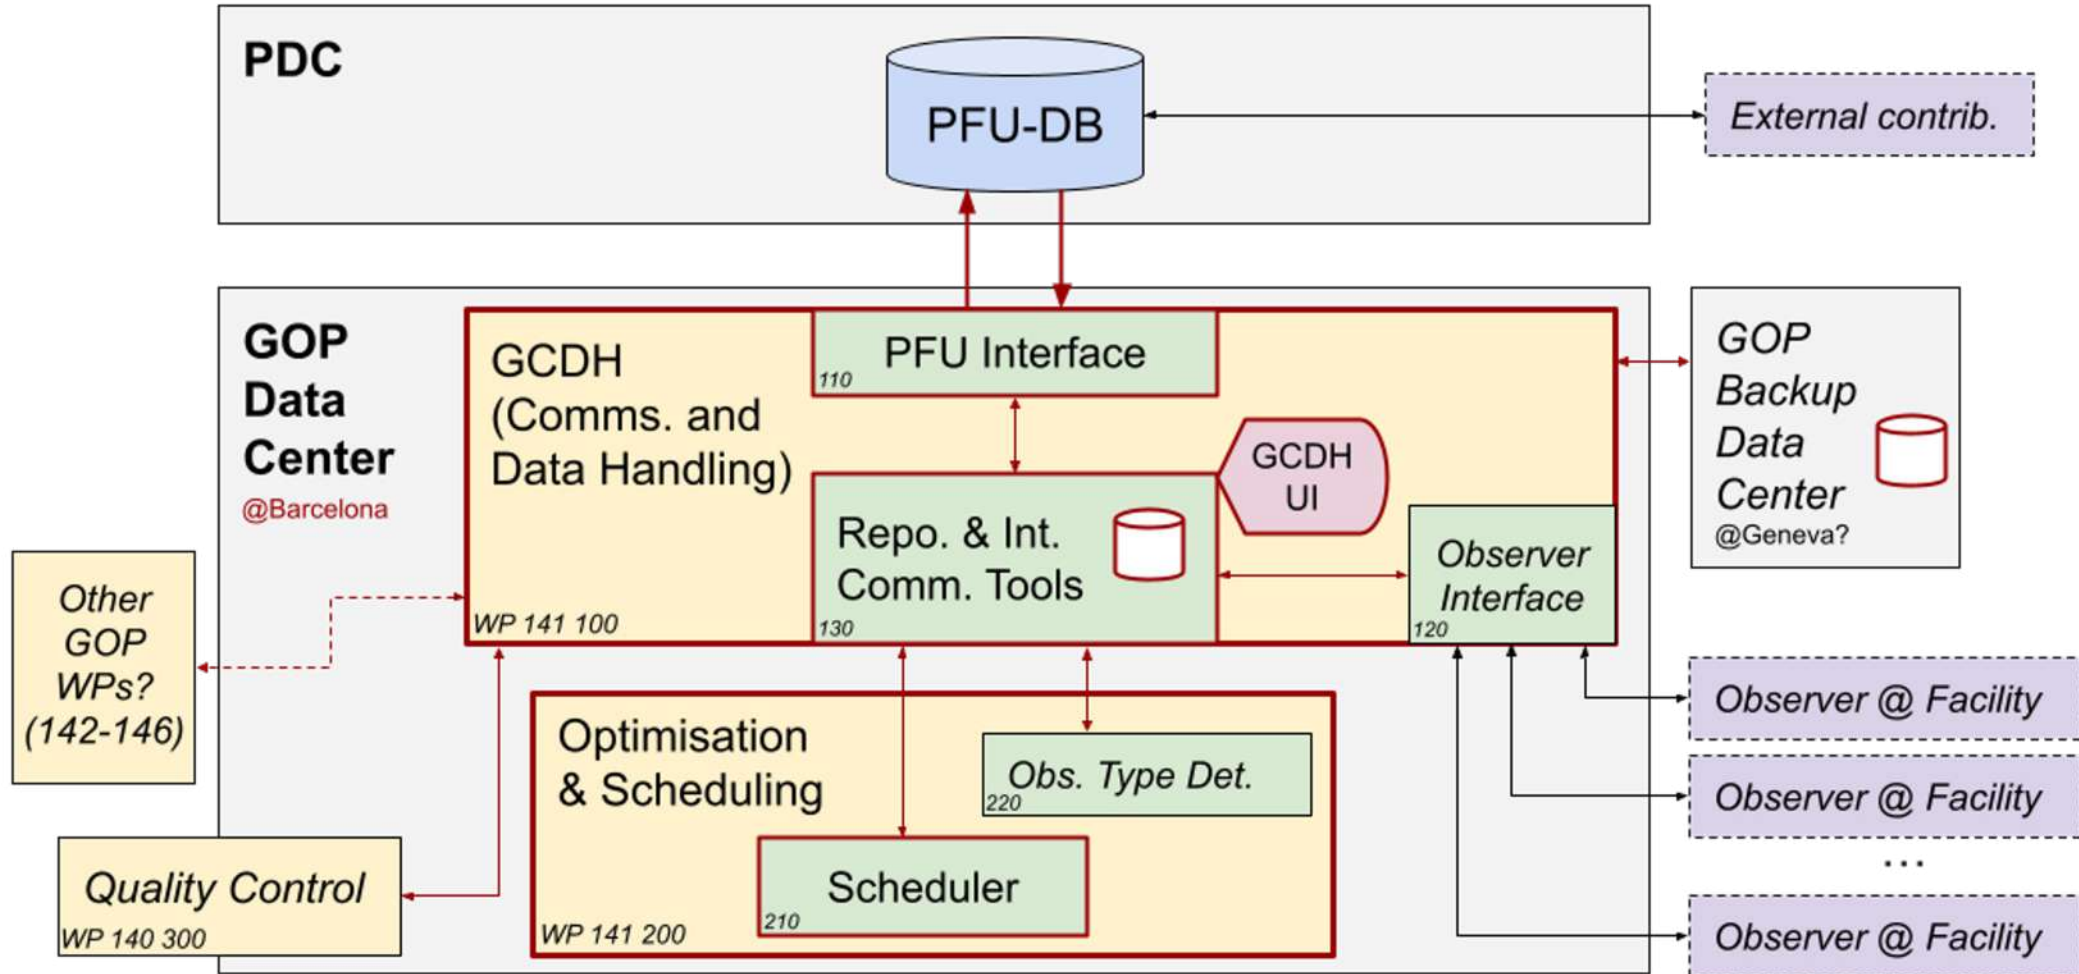 PDC
PFU-DB
External contrib.
GOP
Data
Center
@Barcelona
GCDH
(Comms. and
Data Handling)
WP 141 100
PFU Interface
110
GCDH
UI
Repo. & Int.
Comm. Tools
130
Observer
Interface
120
GOP
Backup
Data
Center
@Geneva?
Other
GOP
WPs?
(142-146)
Optimisation
& Scheduling
WP 141 200
Obs. Type Det.
220
Scheduler
210
Quality Control
WP 140 300
Observer @ Facility
Observer @ Facility
...
Observer @ Facility